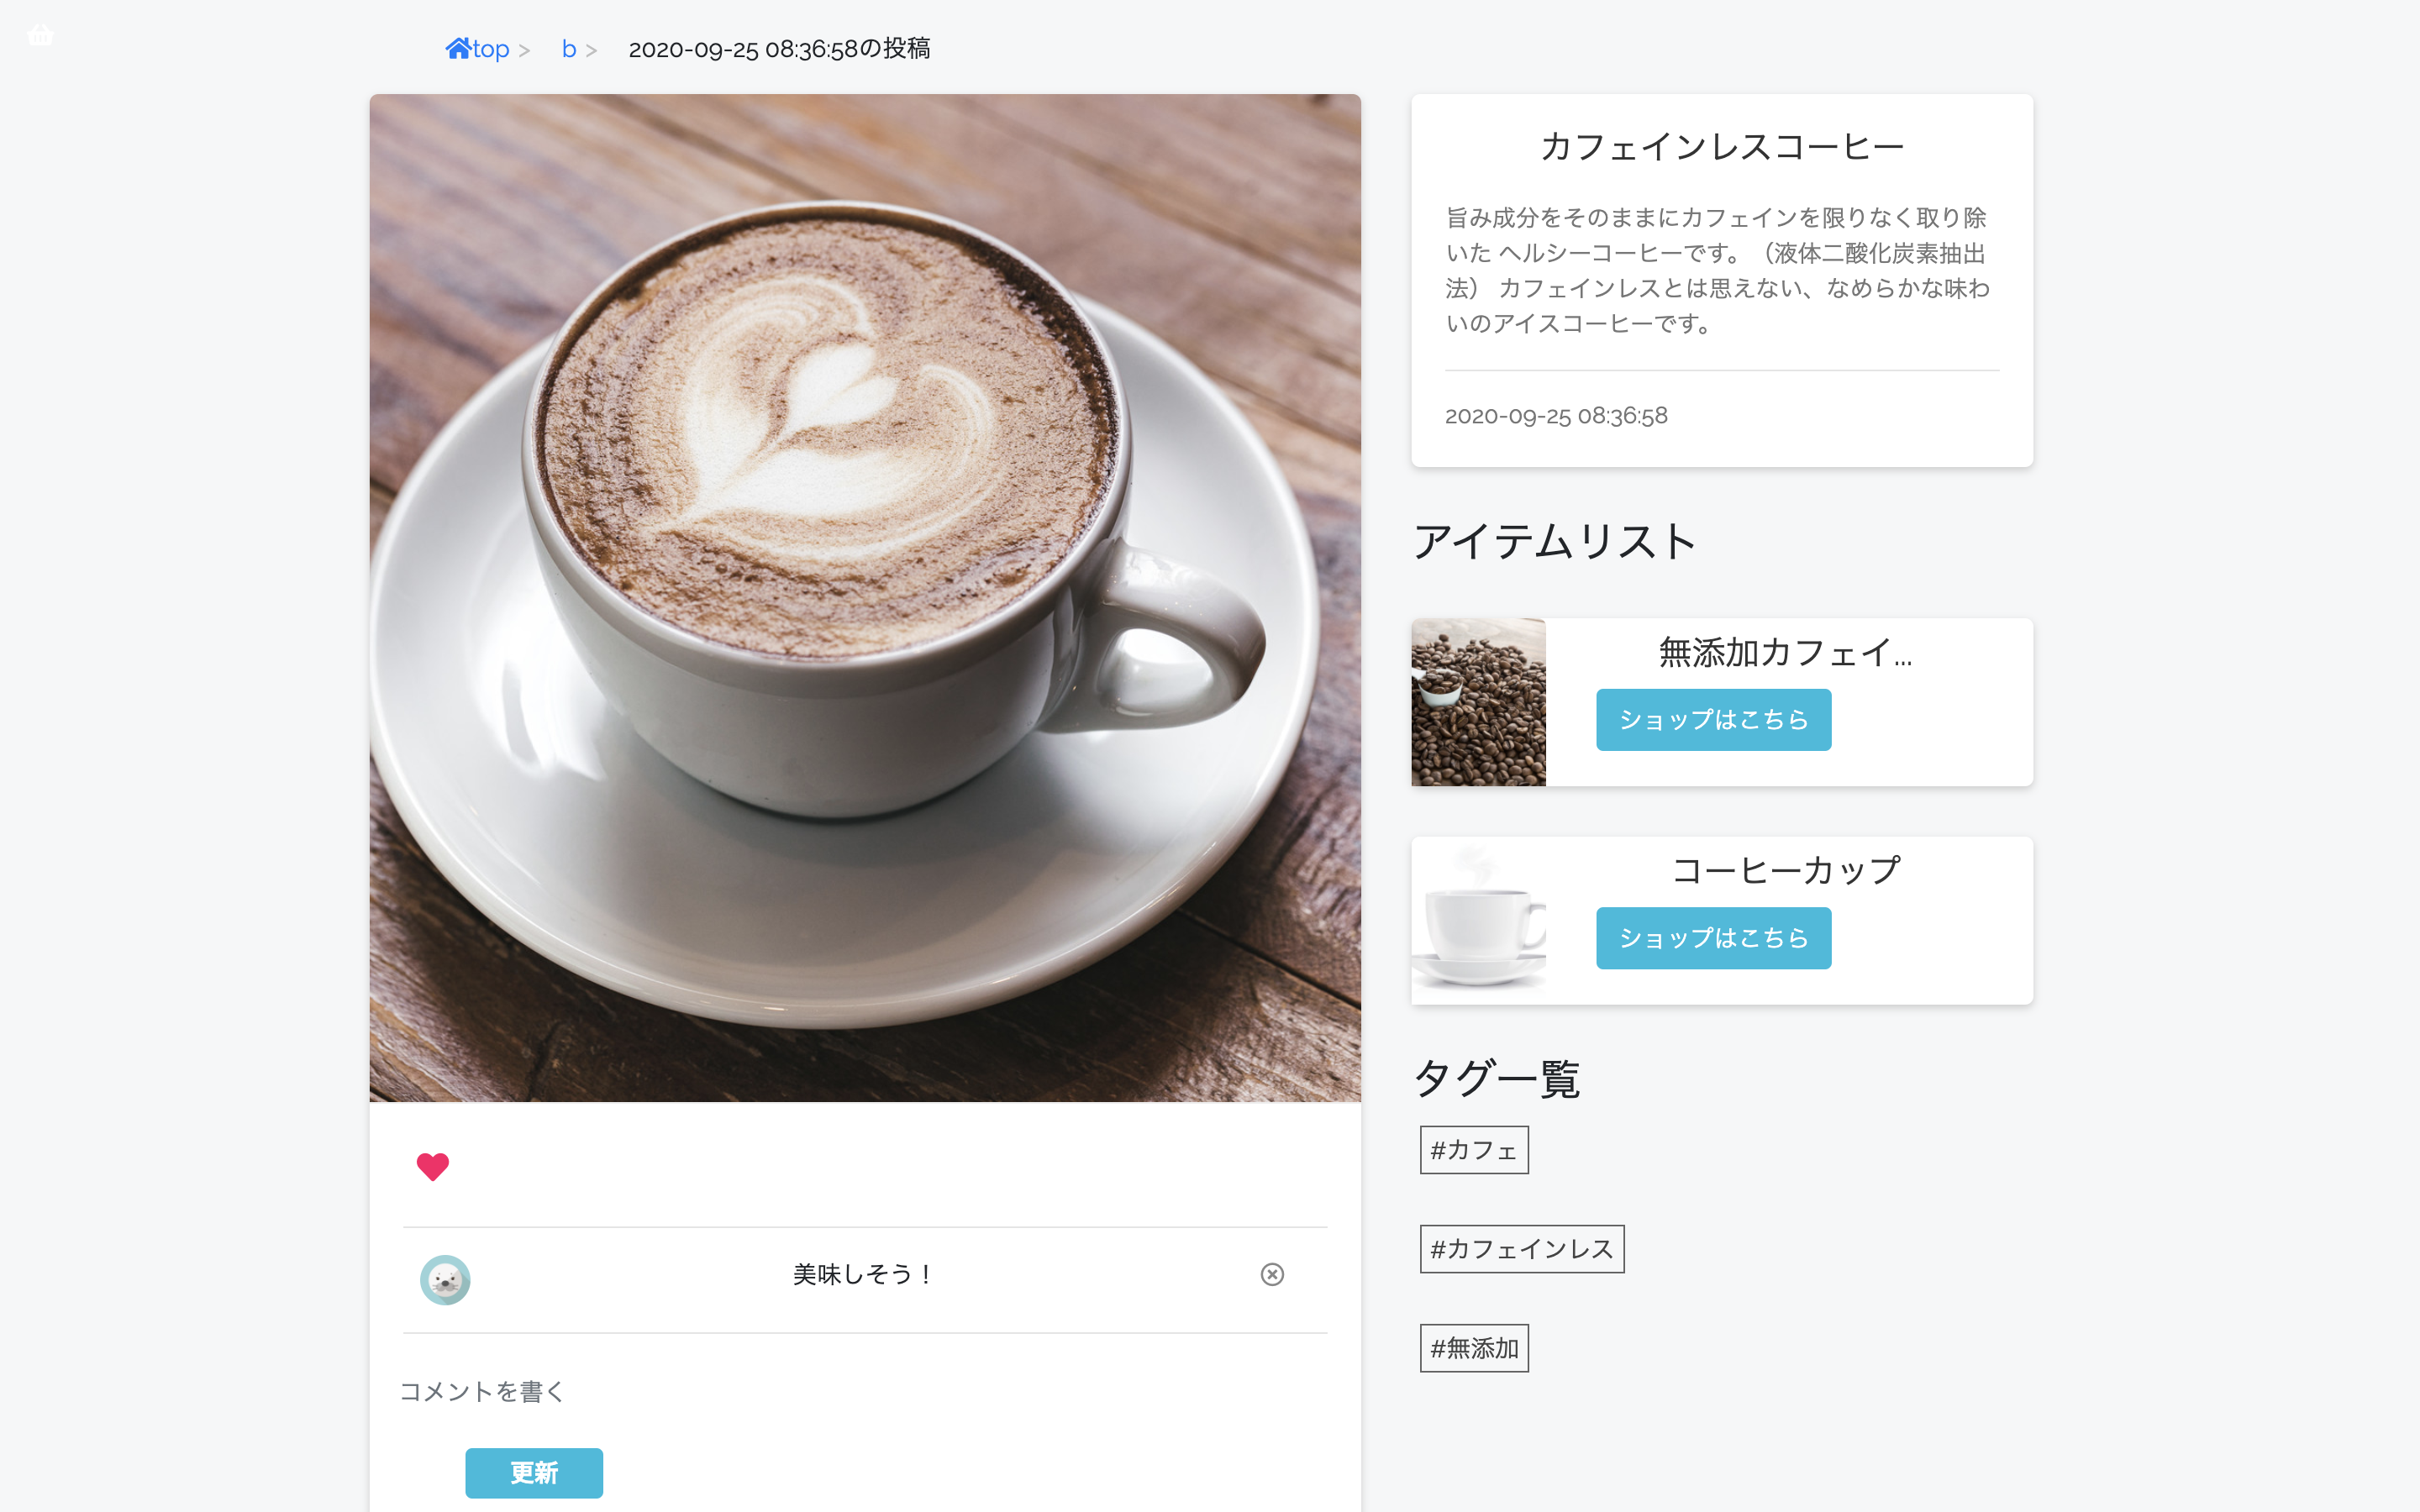 top > b > 2020-09-25 08:36:58の投稿
カフェインレスコーヒー
旨み成分をそのままにカフェインを限りなく取り除
いた ヘルシーコーヒーです。（液体二酸化炭素抽出
法） カフェインレスとは思えない、なめらかな味わ
いのアイスコーヒーです。
2020-09-25 08:36:58
アイテムリスト
無添加カフェイ...
ショップはこちら
コーヒーカップ
ショップはこちら
タグ一覧
#カフェ
#カフェインレス
#無添加
美味しそう！
コメントを書く
更新